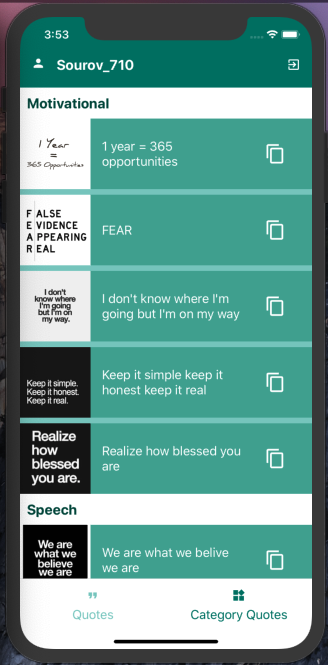 3:53
Sourov_710
Motivational
1 Year
=
365 Opportunities
1 year = 365
opportunities
FALSE
EVIDENCE
APPEARING
REAL
FEAR
I don't
know where
I'm going
but I'm on
my way.
I don't know where I'm
going but I'm on my way
Keep it simple.
Keep it honest.
Keep it real.
Keep it simple keep it
honest keep it real
Realize
how
blessed
you are.
Realize how blessed you
are
Speech
We are
what we
believe
we are
We are what we belive
we are
Quotes
Category Quotes